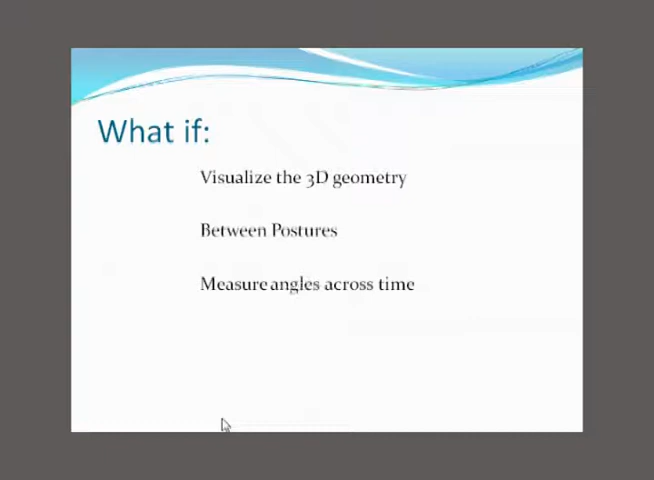 What if:
Visualize the 3D geometry
Between Postures
Measure angles across time